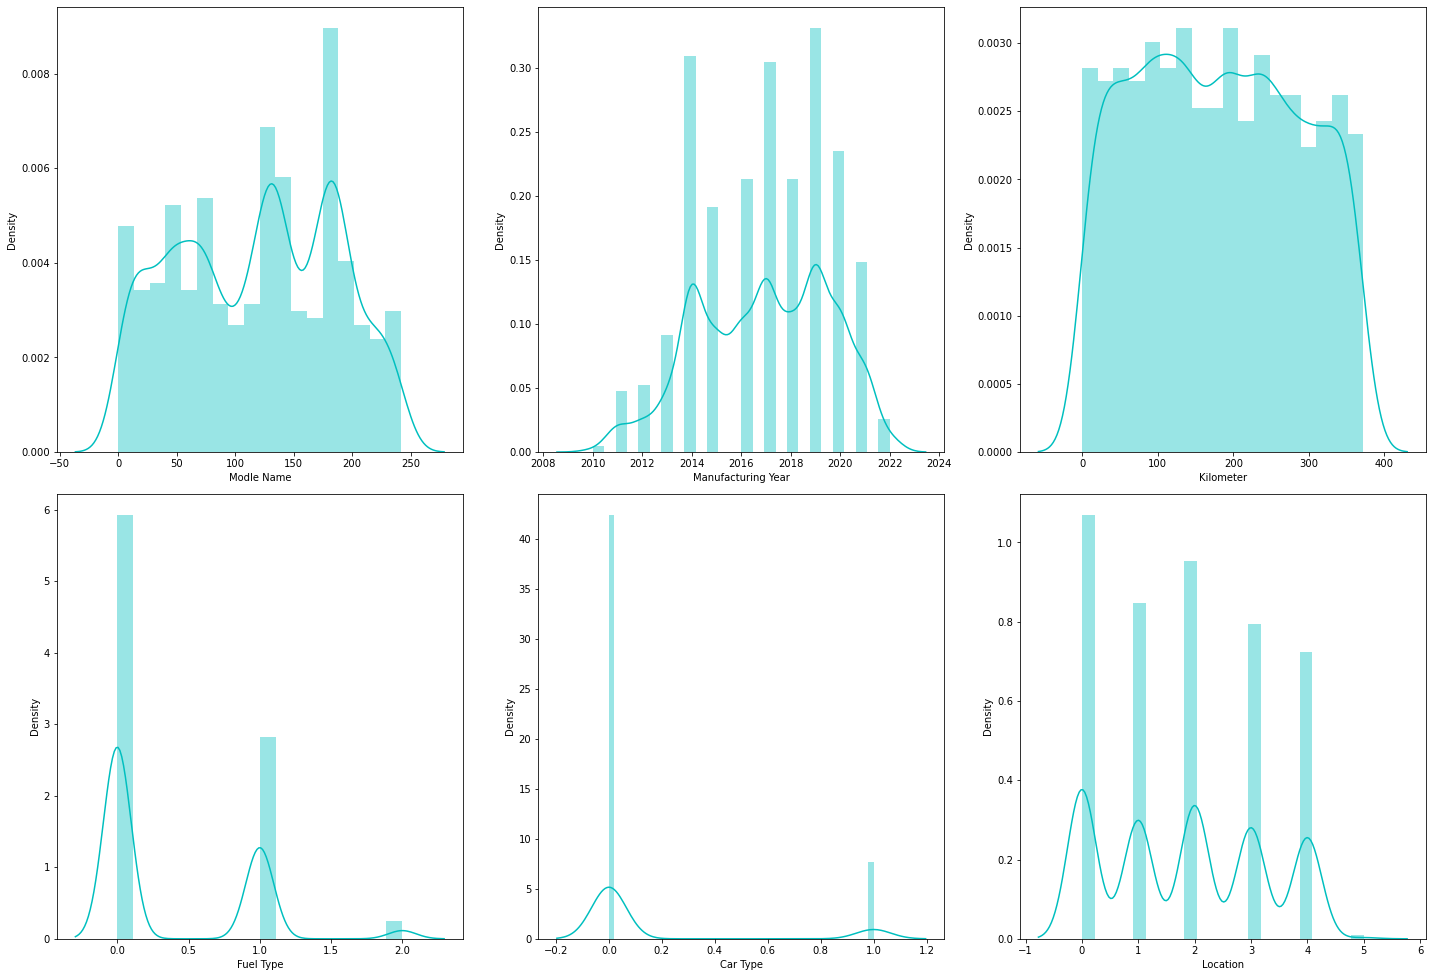 0.008
0.006
0.004
0.002
0.000
Density
−50 0 50 100 150 200 250
Modle Name
0.30
0.25
0.20
0.15
0.10
0.05
0.00
Density
2008 2010 2012 2014 2016 2018 2020 2022 2024
Manufacturing Year
0.0030
0.0025
0.0020
0.0015
0.0010
0.0005
0.0000
Density
0 100 200 300 400
Kilometer
6
5
4
3
2
1
0
Density
0.0 0.5 1.0 1.5 2.0
Fuel Type
40
35
30
25
20
15
10
5
0
Density
−0.2 0.0 0.2 0.4 0.6 0.8 1.0 1.2
Car Type
1.0
0.8
0.6
0.4
0.2
0.0
Density
−1 0 1 2 3 4 5 6
Location